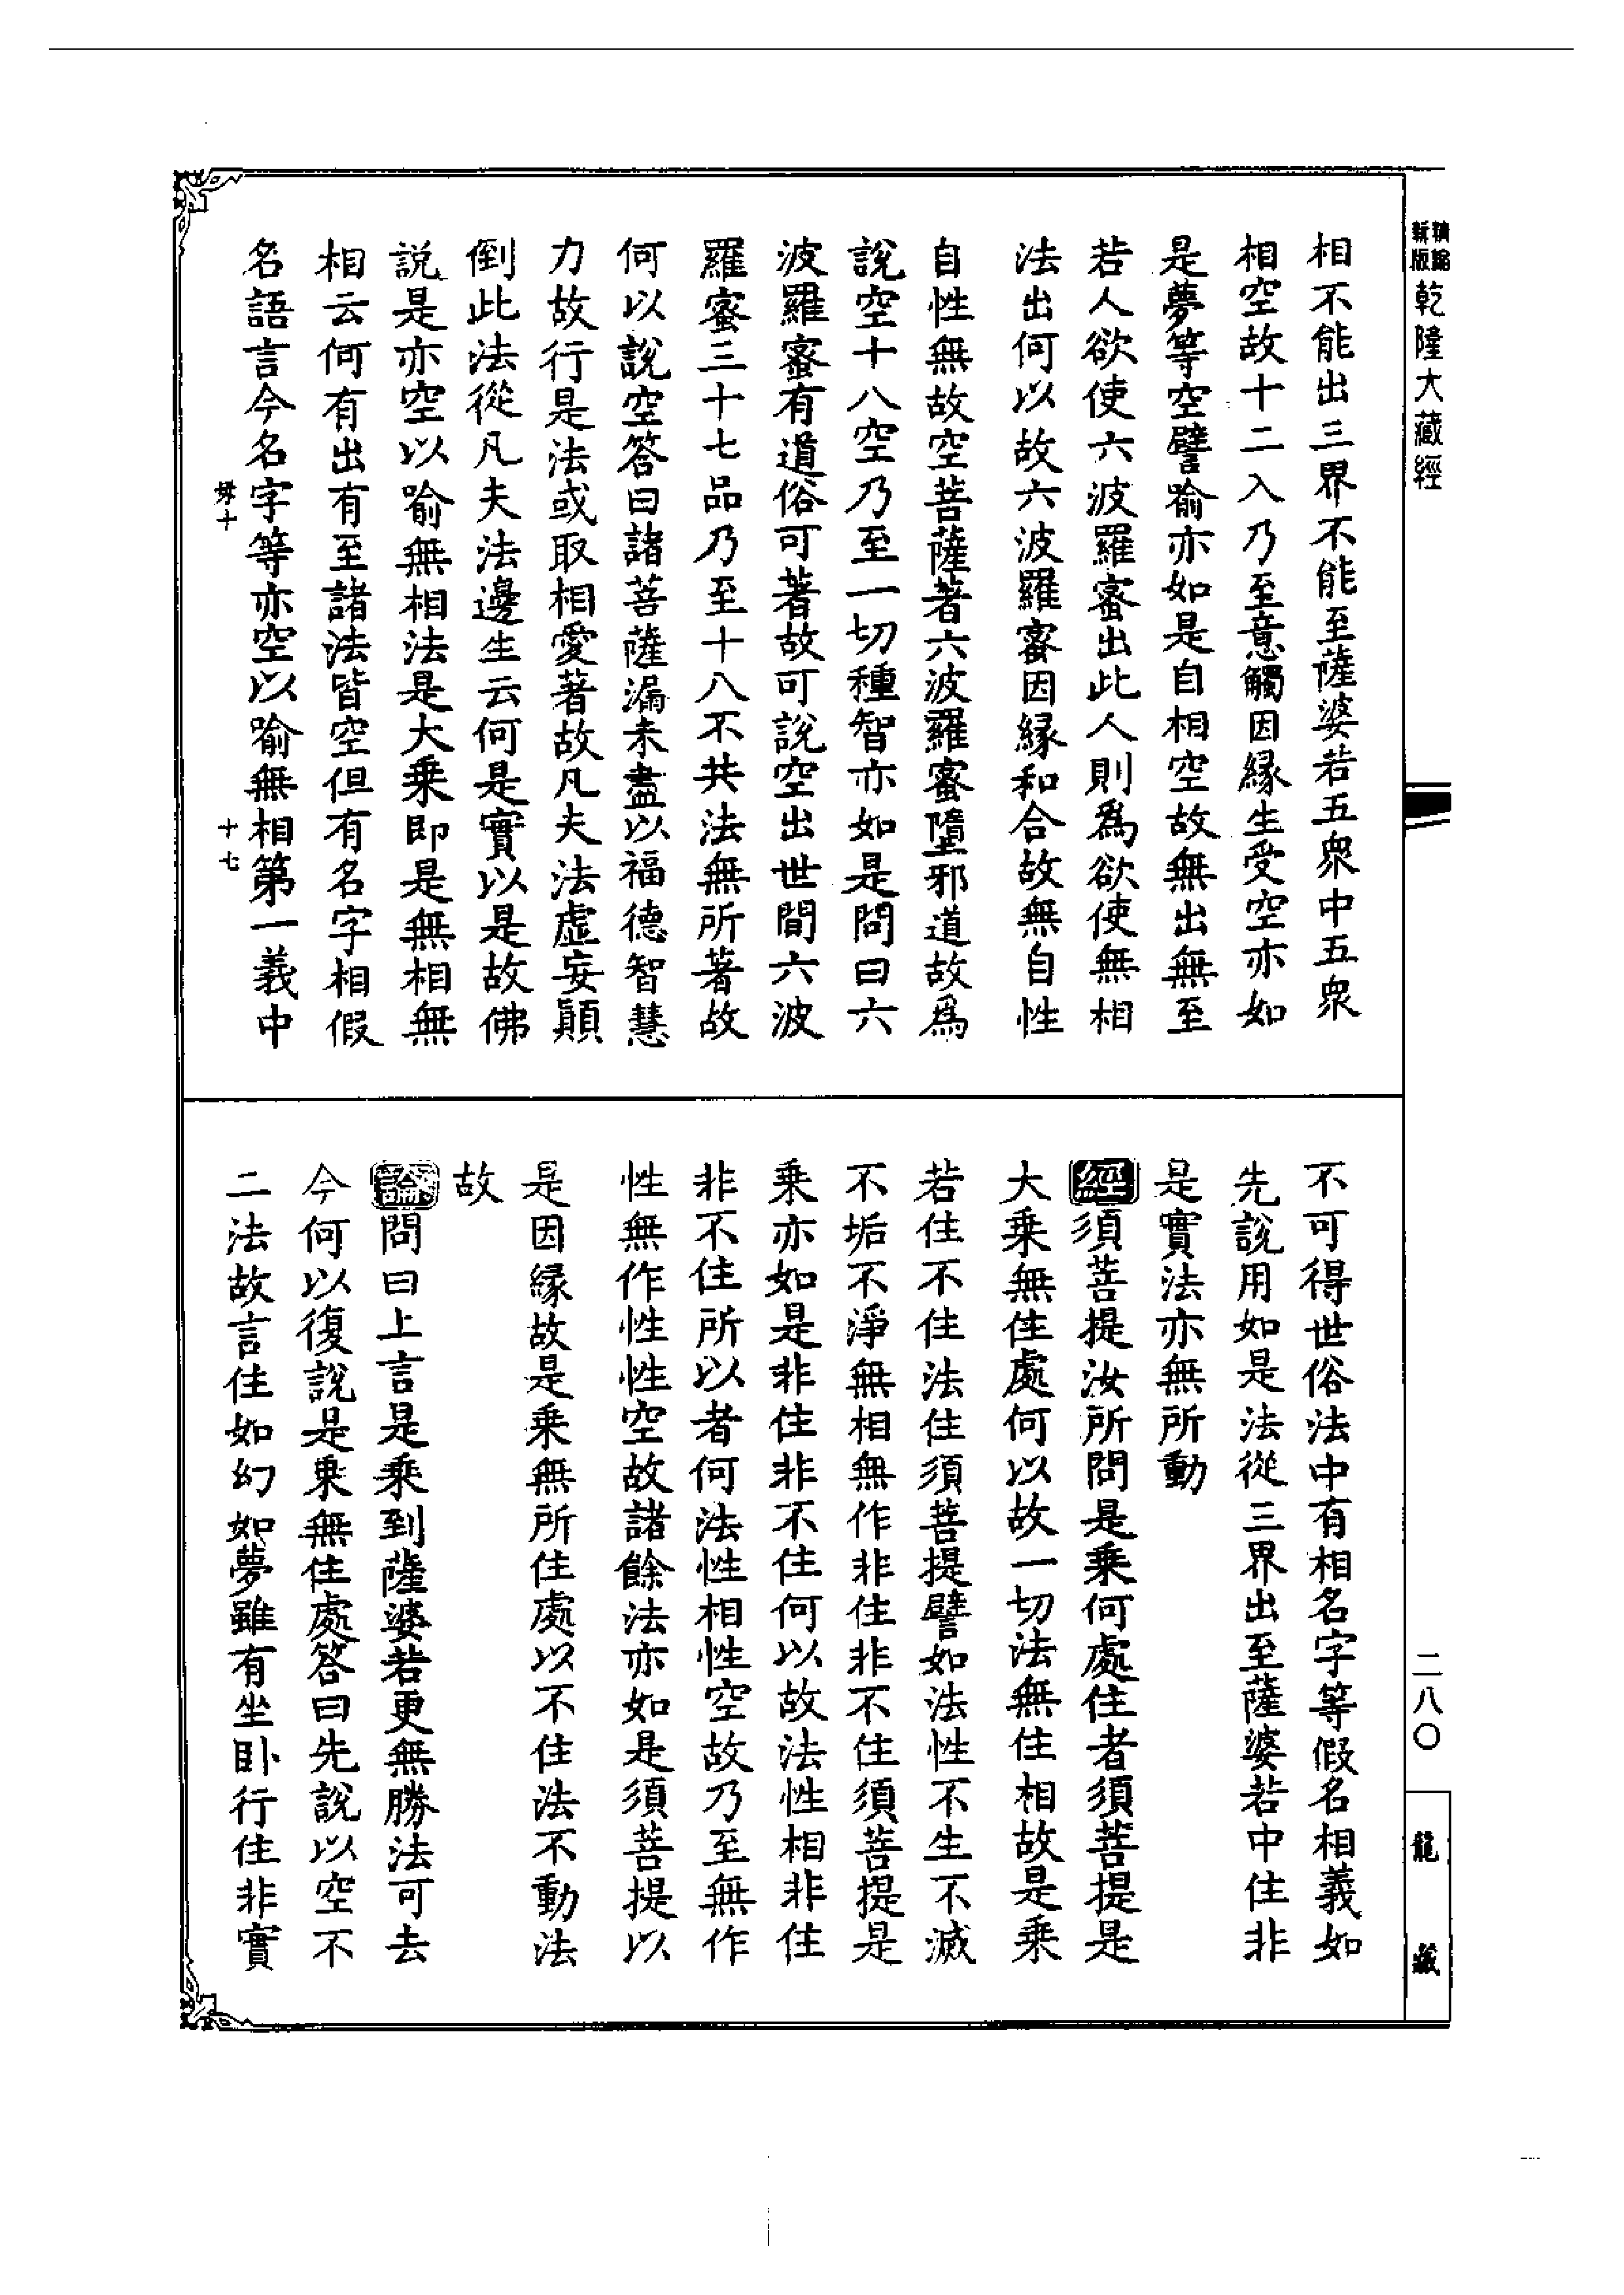 乾隆大藏經
相不能出三界不能至薩婆若五衆中五衆
相空故十二入乃至意觸因緣生受空亦如
是夢等空譬喻亦如是自相空故無出無至
若人欲使六波羅蜜出此人則爲欲使無相
法出何以故六波羅蜜因緣和合故無自性
自性無故空菩薩著六波羅蜜墮邪道故爲
說空十八空乃至一切種智亦如是問曰六
波羅蜜有道俗可著故可說空出世間六波
羅蜜三十七品乃至十八不共法無所著故
何以說空答曰諸菩薩漏未盡以福德智慧
力故行是法或取相愛著故凡夫法虛妄顚
倒此法從凡夫法邊生云何是實以是故佛
說是亦空以喻無相法是大乘即是無相無
相云何有出有至諸法皆空但有名字相假
名語言今名字等亦空以喻無相第一義中
十七
不可得世俗法中有相名字等假名相義如
先說用如是法從三界出至薩婆若中住非
是實法亦無所動
經須菩提汝所問是乘何處住者須菩提是
大乘無住處何以故一切法無住相故是乘
若住不住法住須菩提譬如法性不生不滅
不垢不淨無相無作非住非不住須菩提是
乘亦如是非住非不住何以故法性相非住
非不住所以者何法性相性空故乃至無作
性無作性性空故諸餘法亦如是須菩提以
是因緣故是乘無所住處以不住法不動法
故
論問曰上言是乘到薩婆若更無勝法可去
今何以復說是乘無住處答曰先說以空不
二法故言住如幻如夢雖有坐卧行住非實
二八〇
龍藏